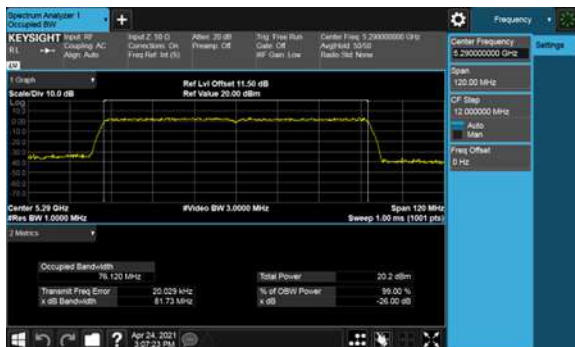 Spectrum Analyzer 1
Occupied BW
Frequency
KEYSIGHT
RL
Input: RF
Coupling: AC
Align: Auto
Input Z: 50 Ω
Corrections: On
Freq Ref: Int (S)
Atten: 20 dB
Preamp: Off
Trig: Free Run
Gate: Off
#IF Gain: Low
Center Freq: 5.290000000 GHz
Avg|Hold: 50/50
Radio Std: None
Center Frequency
5.290000000 GHz
Settings
Span
120.00 MHz
CF Step
12.000000 MHz
Auto
Man
Freq Offset
0 Hz
1 Graph
Scale/Div 10.0 dB
Ref Lvl Offset 11.50 dB
Ref Value 20.00 dBm
Log
Center 5.29 GHz
#Res BW 1.0000 MHz
#Video BW 3.0000 MHz
Span 120 MHz
Sweep 1.00 ms (1001 pts)
2 Metrics
Occupied Bandwidth
76.120 MHz
Total Power
20.2 dBm
Transmit Freq Error
20.029 kHz
% of OBW Power
99.00 %
x dB Bandwidth
81.73 MHz
x dB
-26.00 dB
?
Apr 24, 2021
3:07:23 PM